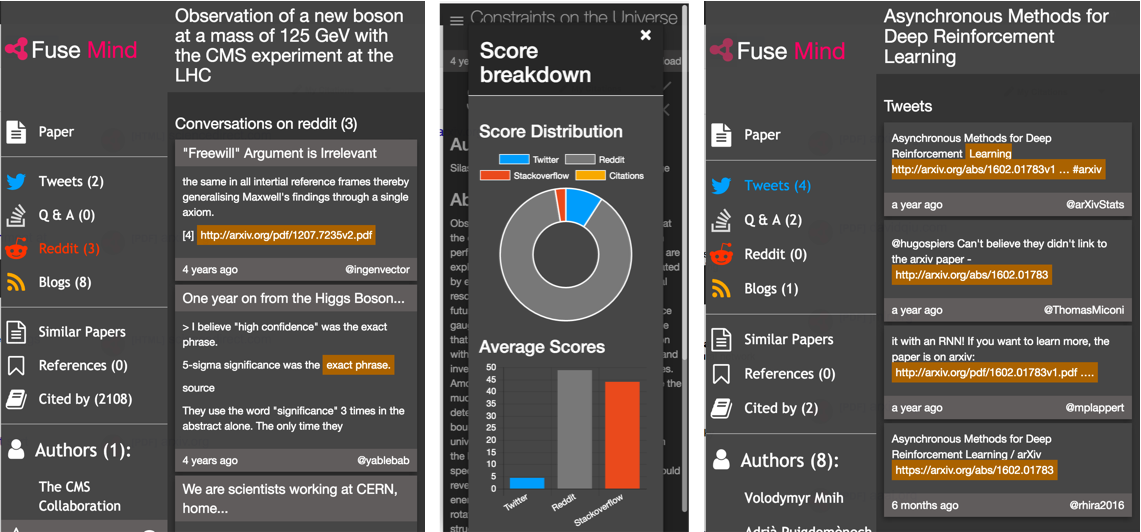 Fuse Mind
Paper
Tweets (2)
Q & A (0)
Reddit (3)
Blogs (8)
Similar Papers
References (0)
Cited by (2108)
Authors (1):
The CMS
Collaboration
Observation of a new boson
at a mass of 125 GeV with
the CMS experiment at the
LHC
Conversations on reddit (3)
"Freewill" Argument is Irrelevant
the same in all intertial reference frames thereby
generalising Maxwell's findings through a single
axiom.
[4] http://arxiv.org/pdf/1207.7235v2.pdf
4 years ago @ingenvector
One year on from the Higgs Boson...
> I believe "high confidence" was the exact
phrase.
5-sigma significance was the exact phrase.
source
They use the word "significance" 3 times in the
abstract alone. The only time they
4 years ago @yablebab
We are scientists working at CERN,
home...
Constraints on the Universe
4 ye
Score
breakdown
Score Distribution
Twitter Reddit
Stackoverflow Citations
Average Scores
50
45
40
35
30
25
20
15
10
5
0
Twitter
Reddit
Stackoverflow
Fuse Mind
Paper
Tweets (4)
Q & A (2)
Reddit (0)
Blogs (1)
Similar Papers
References (0)
Cited by (2)
Authors (8):
Volodymyr Mnih
Asynchronous Methods for
Deep Reinforcement
Learning
Tweets
Asynchronous Methods for Deep
Reinforcement Learning
http://arxiv.org/abs/1602.01783v1 ... #arxiv
a year ago @arXivStats
@hugospiers Can't believe they didn't link to
the arxiv paper -
http://arxiv.org/abs/1602.01783
a year ago @ThomasMiconi
it with an RNN! If you want to learn more, the
paper is on arxiv:
http://arxiv.org/pdf/1602.01783v1.pdf ....
a year ago @mplappert
Asynchronous Methods for Deep
Reinforcement Learning / arXiv
https://arxiv.org/abs/1602.01783
6 months ago @rhira2016